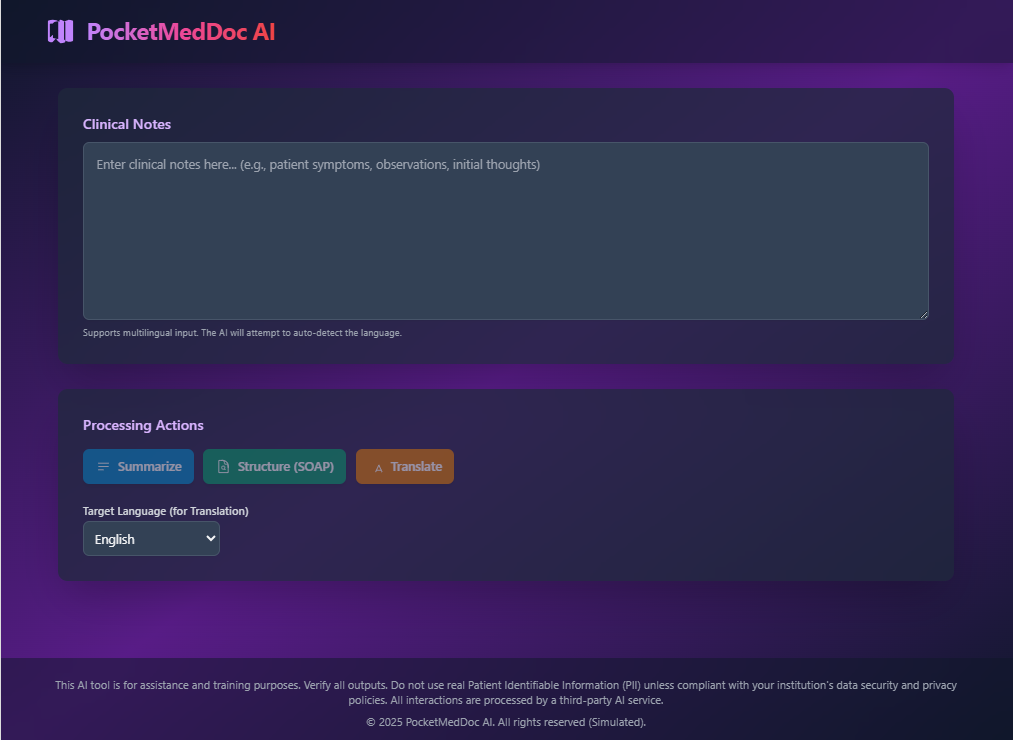 PocketMedDoc AI
Clinical Notes
Enter clinical notes here... (e.g., patient symptoms, observations, initial thoughts)
Supports multilingual input. The AI will attempt to auto-detect the language.
Processing Actions
Summarize
Structure (SOAP)
Translate
Target Language (for Translation)
English
This AI tool is for assistance and training purposes. Verify all outputs. Do not use real Patient Identifiable Information (PII) unless compliant with your institution's data security and privacy
policies. All interactions are processed by a third-party AI service.
© 2025 PocketMedDoc AI. All rights reserved (Simulated).